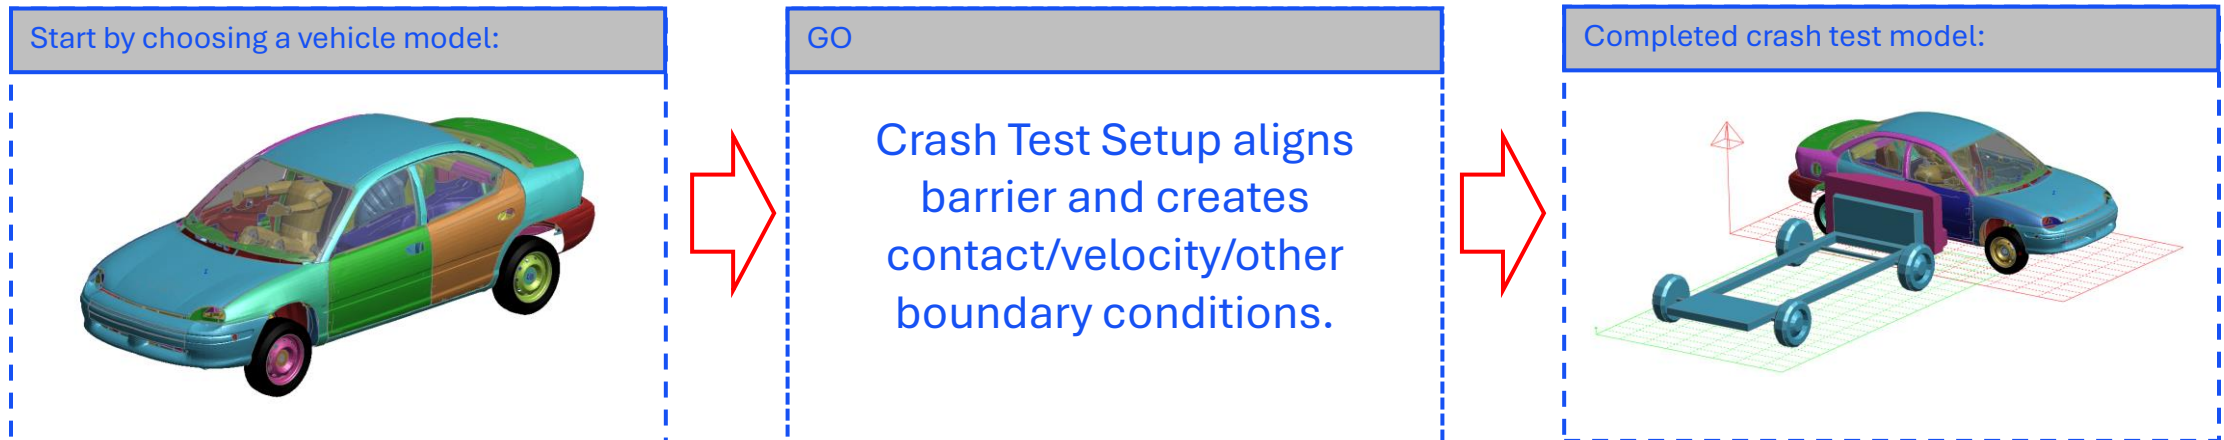 Start by choosing a vehicle model:
GO
Crash Test Setup aligns
barrier and creates
contact/velocity/other
boundary conditions.
Completed crash test model: